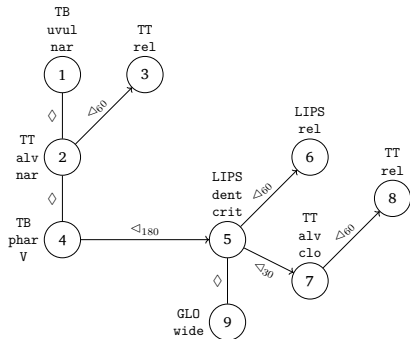 TB
uvul
nar
1
TT
rel
3
◁60
◊
TT
alv
nar
2
◊
TB
phar
V
4
◁180
LIPS
dent
crit
5
◁60
LIPS
rel
6
◁30
TT
alv
clo
7
◁60
TT
rel
8
◊
GLO
wide
9